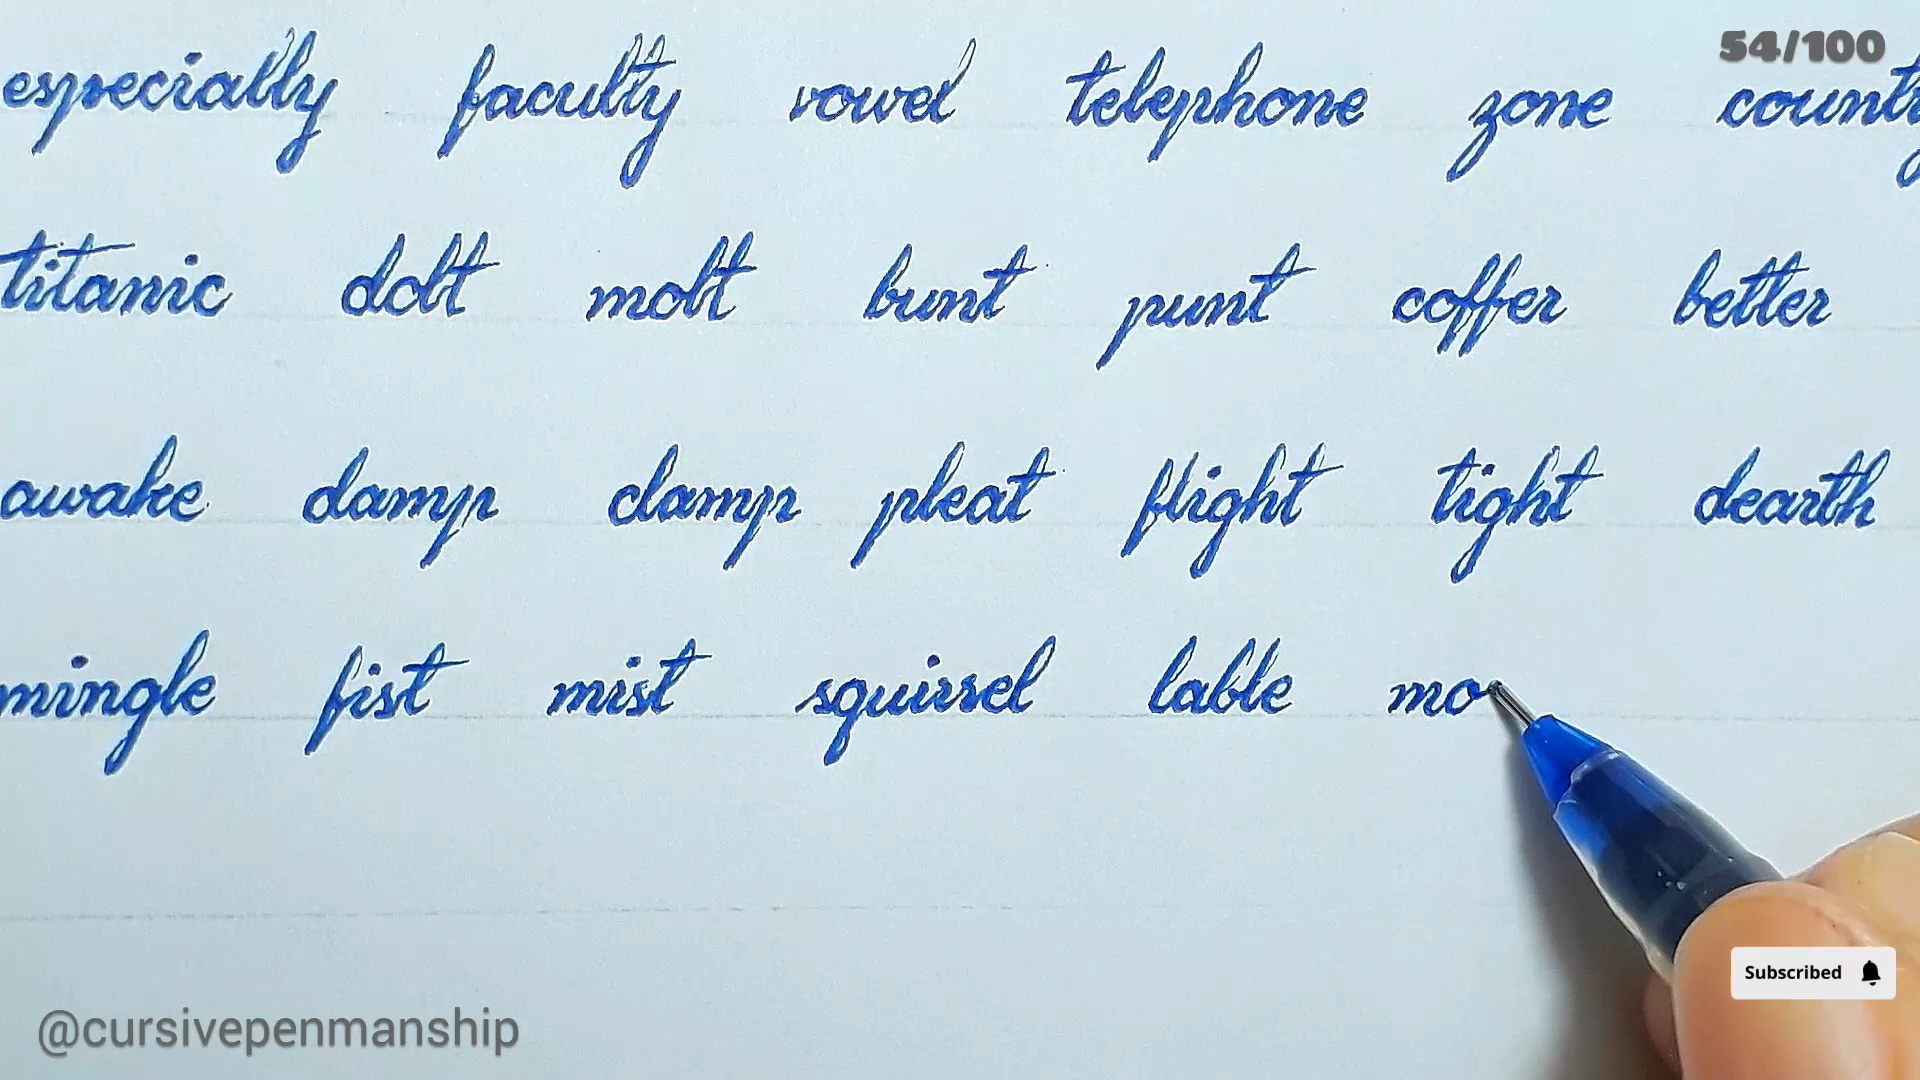 54/100
especially faculty vowel telephone zone county
titanic dolt molt bunt punt coffer better
awake damp clamp pleat flight tight dearth
mingle fist mist squirrel lable mo
Subscribed
@cursivepenmanship